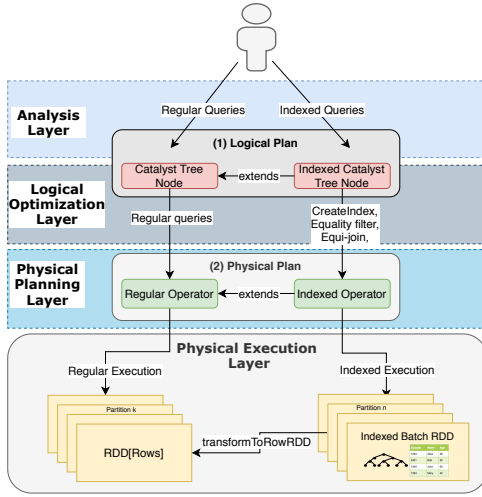 Regular Queries
Indexed Queries
Analysis
Layer
(1) Logical Plan
Catalyst Tree
Node
extends
Indexed Catalyst
Tree Node
Logical
Optimization
Layer
Regular queries
CreateIndex,
Equality filter,
Equi-join,
Physical
Planning
Layer
(2) Physical Plan
Regular Operator
extends
Indexed Operator
Physical Execution
Layer
Regular Execution
Indexed Execution
Partition k
Partition n
RDD[Rows]
transformToRowRDD
Indexed Batch RDD